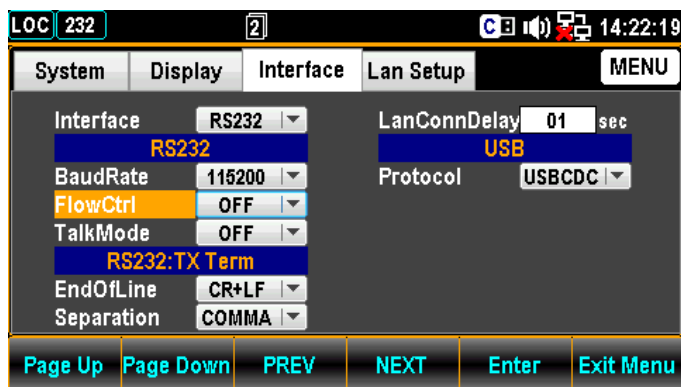 LOC 232 2 C 14:22:19
System Display Interface Lan Setup MENU
Interface RS232 LanConnDelay 01 sec
RS232 USB
BaudRate 115200 Protocol USBCDC
FlowCtrl OFF
TalkMode OFF
RS232:TX Term
EndOfLine CR+LF
Separation COMMA
Page Up Page Down PREV NEXT Enter Exit Menu